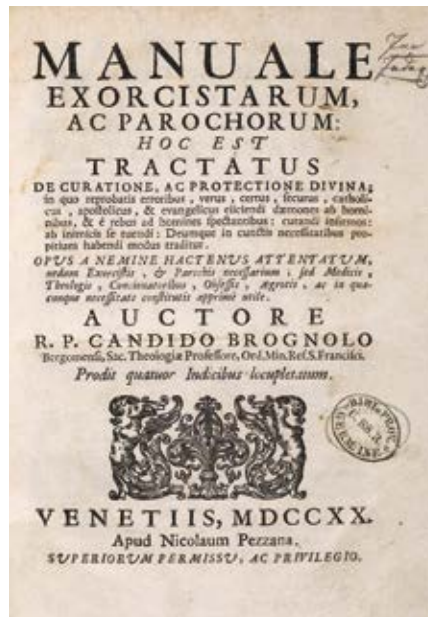 MANUALE
EXORCISTARUM,
AC PAROCHORUM:
HOC EST
TRACTATUS
DE CURATIONE, AC PROTECTIONE DIVINA;
in quo reprobatis erroribus, verus, certus, securus, catholi-
cus, apostolicus, & evangelicus eiiciendi dæmones ab homi-
nibus, & è rebus ad homines spectantibus: curandi infirmos:
ab inimicis se tuendi: Deumque in cunctis necessitatibus pro-
pitium habendi modus traditur.
OPUS A NEMINE HACTENUS ATTENTATUM,
nedum Exorcistis, & Parochis necessarium; sed Medicis,
Theologis, Concionatoribus, Obsessis, Ægrotis, ac in qua-
cunque necessitate constitutis apprimè utile.
AUCTORE
R. P. CANDIDO BROGNOLO
Bergomensi, Sac. Theologiæ Professore, Ord. Min. Ref. S. Francisci.
Prodit quatuor Indicibus locupletatum.
VENETIIS, MDCCXX.
Apud Nicolaum Pezzana.
SUPERIORUM PERMISSU, AC PRIVILEGIO.